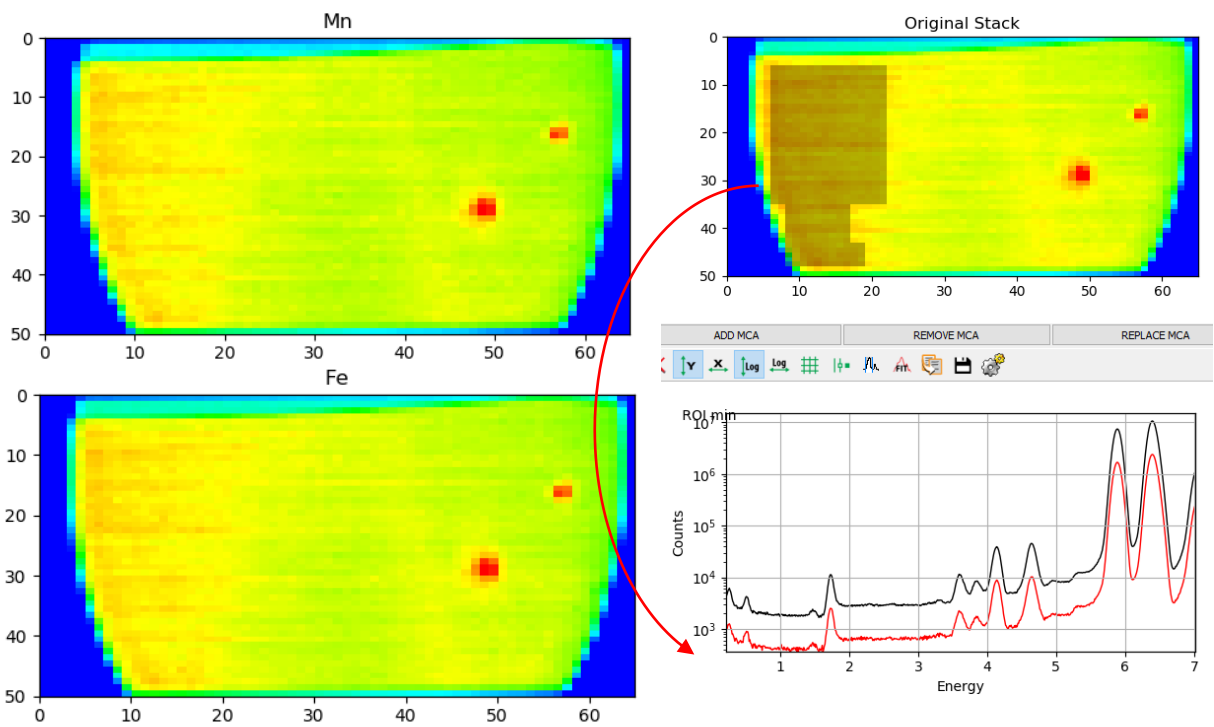 Mn
0
10
20
30
40
50
0 10 20 30 40 50 60
Fe
0
10
20
30
40
50
0 10 20 30 40 50 60
Original Stack
0
10
20
30
40
50
0 10 20 30 40 50 60
ADD MCA REMOVE MCA REPLACE MCA
Y X Log Log FIT
ROI min
10⁷
10⁶
10⁵
10⁴
10³
Counts
1 2 3 4 5 6 7
Energy